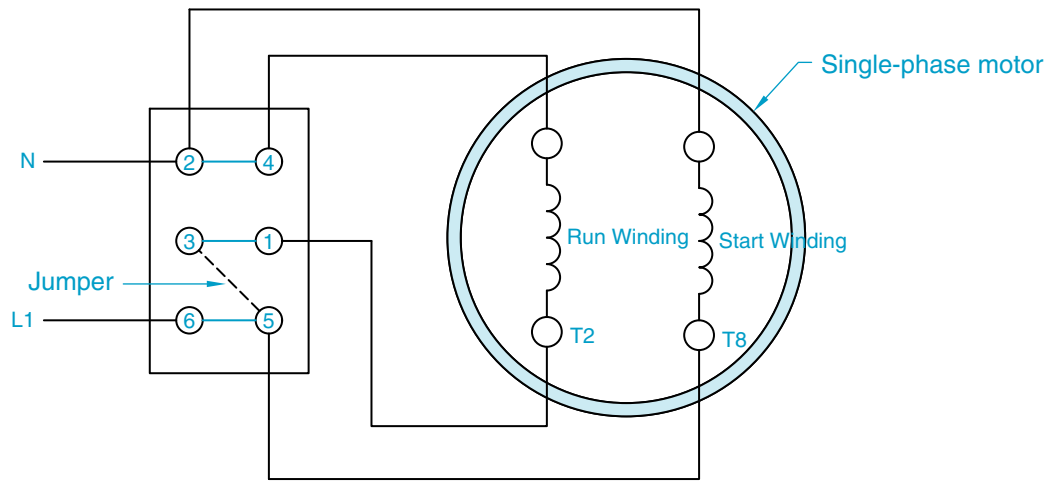 Single-phase motor
N
2
4
3
1
Run Winding
Start Winding
Jumper
L1
6
5
T2
T8